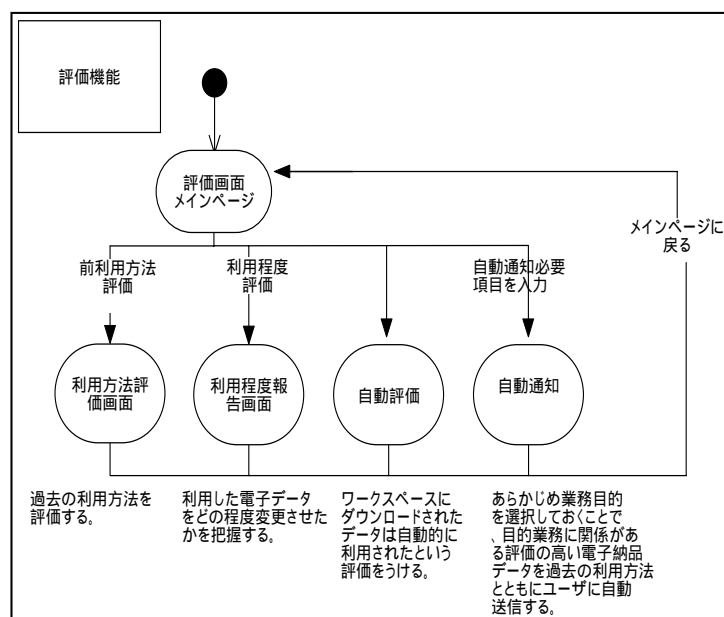 評価機能
評価画面
メインページ
メインページに
戻る
前利用方法
評価
利用程度
評価
自動通知必要
項目を入力
利用方法評
価画面
利用程度報
告画面
自動評価
自動通知
過去の利用方法を
評価する。
利用した電子データ
をどの程度変更させた
かを把握する。
ワークスペースに
ダウンロードされた
データは自動的に
利用されたという
評価をうける。
あらかじめ業務目的
を選択しておくことで
、目的業務に関係があ
る評価の高い電子納品
データを過去の利用方法
とともにユーザに自動
送信する。